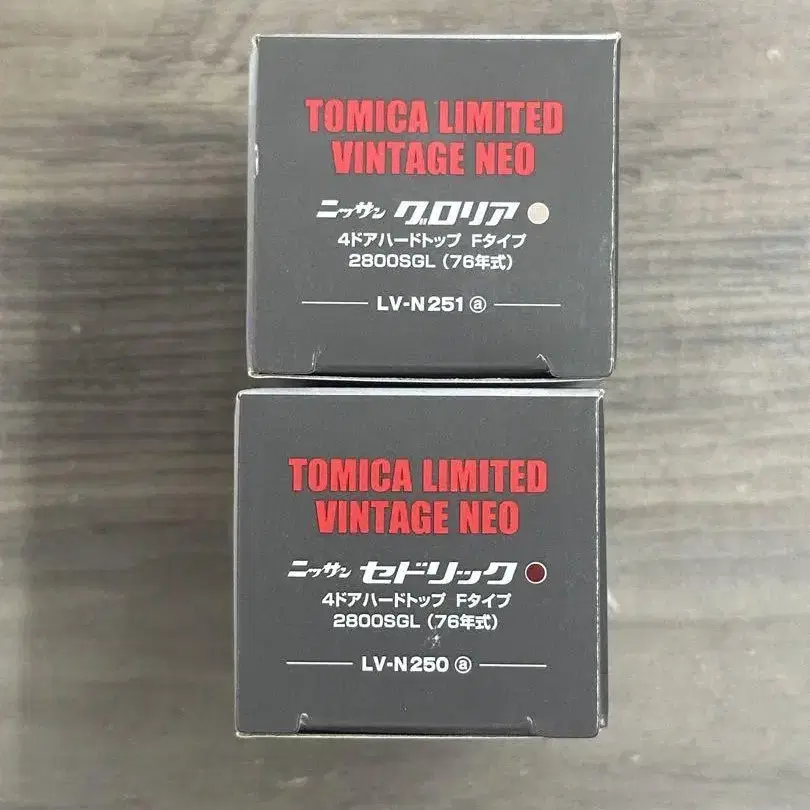 TOMICA LIMITED
VINTAGE NEO
ニッサン グロリア
4ドアハードトップ Fタイプ
2800SGL（76年式）
LV-N251 ⓐ
TOMICA LIMITED
VINTAGE NEO
ニッサン セドリック
4ドアハードトップ Fタイプ
2800SGL（76年式）
LV-N250 ⓐ